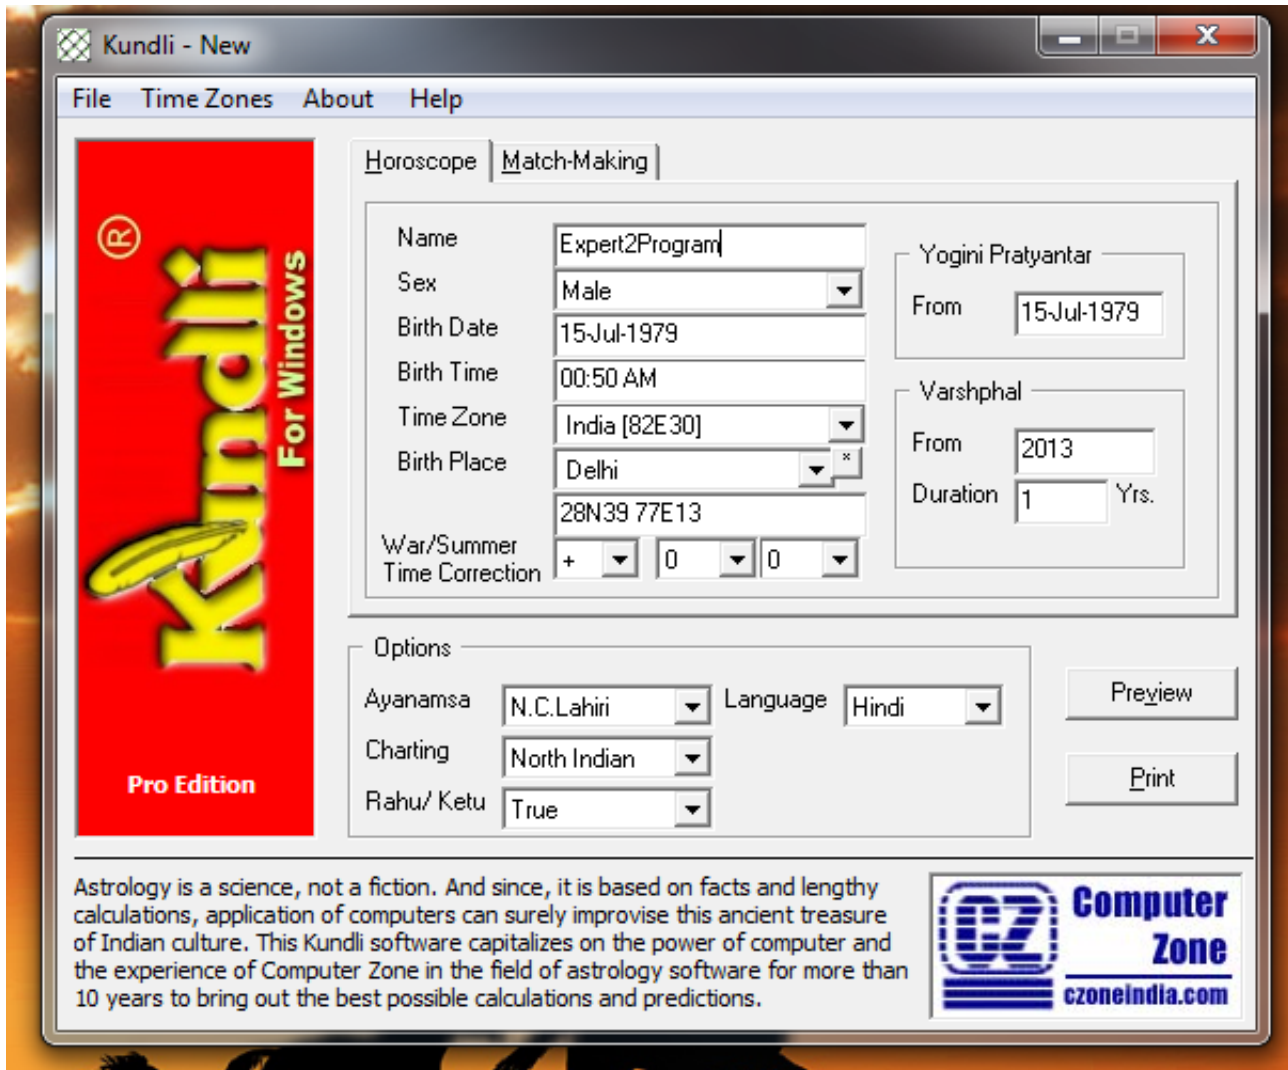 Kundli - New
File Time Zones About Help
Kundli ®
For Windows
Pro Edition
Horoscope Match-Making
Name Expert2Program
Sex Male
Birth Date 15-Jul-1979
Birth Time 00:50 AM
Time Zone India [82E30]
Birth Place Delhi *
28N39 77E13
War/Summer
Time Correction + 0 0
Yogini Pratyantar
From 15-Jul-1979
Varshphal
From 2013
Duration 1 Yrs.
Options
Ayanamsa N.C.Lahiri Language Hindi
Charting North Indian
Rahu/ Ketu True
Preview
Print
Astrology is a science, not a fiction. And since, it is based on facts and lengthy
calculations, application of computers can surely improvise this ancient treasure
of Indian culture. This Kundli software capitalizes on the power of computer and
the experience of Computer Zone in the field of astrology software for more than
10 years to bring out the best possible calculations and predictions.
CZ
Computer
Zone
czoneindia.com